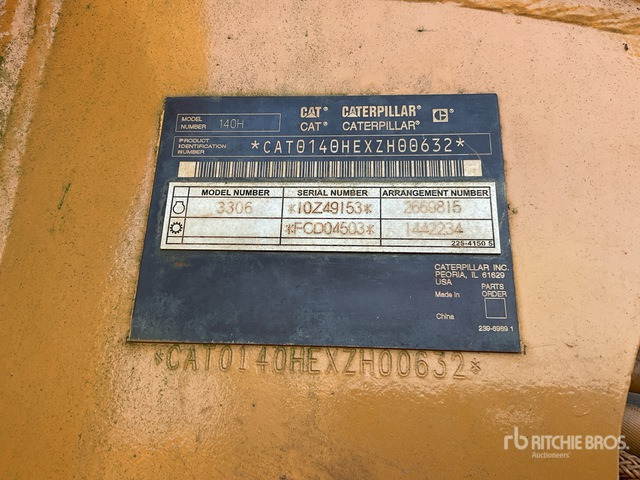 MODEL NUMBER 140H
CAT® CATERPILLAR®
CAT® CATERPILLAR®
PRODUCT IDENTIFICATION NUMBER *CAT0140HEXZH00632*
MODEL NUMBER SERIAL NUMBER ARRANGEMENT NUMBER
3306 *10Z49153* 2669815
*FCD04503* 1442234
225-4150 5
CATERPILLAR INC.
PEORIA, IL 61629
USA
Made in
China
PARTS ORDER
239-6989 1
*CAT0140HEXZH00632*
rb RITCHIE BROS.
Auctioneers